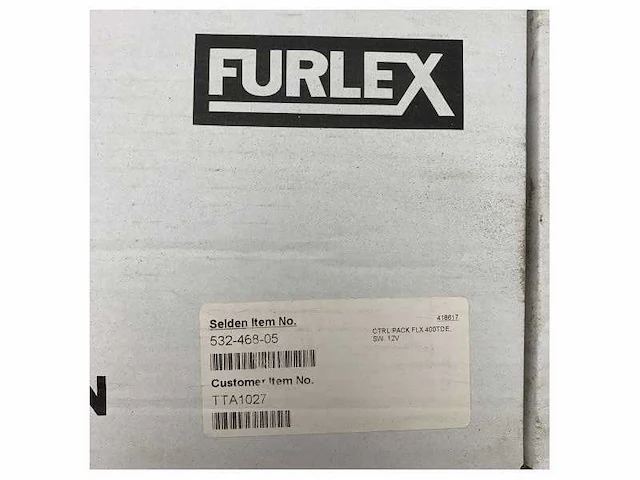 FURLEX
Selden Item No.
532-468-05
Customer Item No.
TTA1027
418617
CTRL PACK FLX 400TDE,
SW. 12V
N